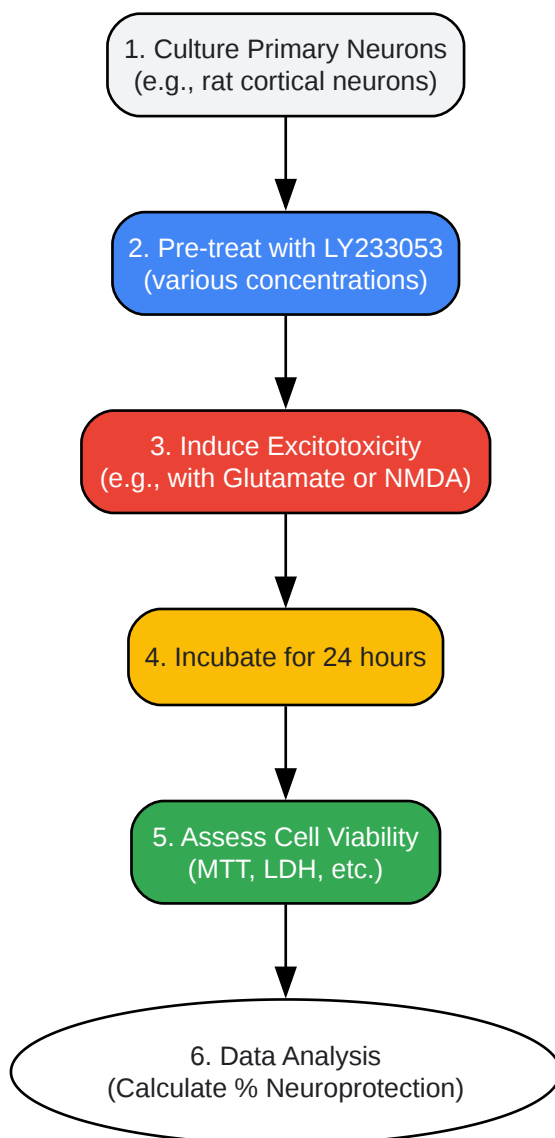 1. Culture Primary Neurons
(e.g., rat cortical neurons)
2. Pre-treat with LY233053
(various concentrations)
3. Induce Excitotoxicity
(e.g., with Glutamate or NMDA)
4. Incubate for 24 hours
5. Assess Cell Viability
(MTT, LDH, etc.)
6. Data Analysis
(Calculate % Neuroprotection)